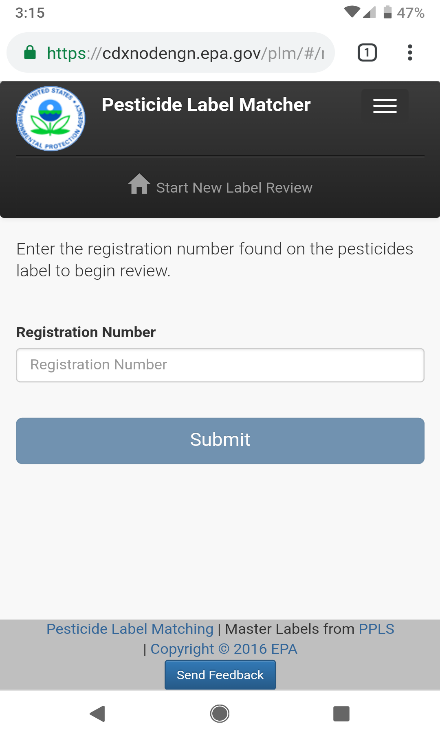 3:15
47%
https://cdxnodengn.epa.gov/plm/#/r
1
UNITED STATES
ENVIRONMENTAL PROTECTION AGENCY
Pesticide Label Matcher
Start New Label Review
Enter the registration number found on the pesticides
label to begin review.
Registration Number
Registration Number
Submit
Pesticide Label Matching | Master Labels from PPLS
| Copyright © 2016 EPA
Send Feedback